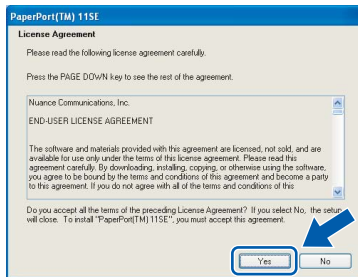 PaperPort(TM) 11SE
License Agreement
Please read the following license agreement carefully.
Press the PAGE DOWN key to see the rest of the agreement.
Nuance Communications, Inc.
END-USER LICENSE AGREEMENT
The software and materials provided with this agreement are licensed, not sold, and are
available for use only under the terms of this license agreement. Please read this
agreement carefully. By downloading, installing, copying, or otherwise using the software,
you agree to be bound by the terms and conditions of this agreement and become a party
to this agreement. If you do not agree with all of the terms and conditions of this
Do you accept all the terms of the preceding License Agreement? If you select No, the setup
will close. To install "PaperPort(TM) 11SE", you must accept this agreement.
Yes
No